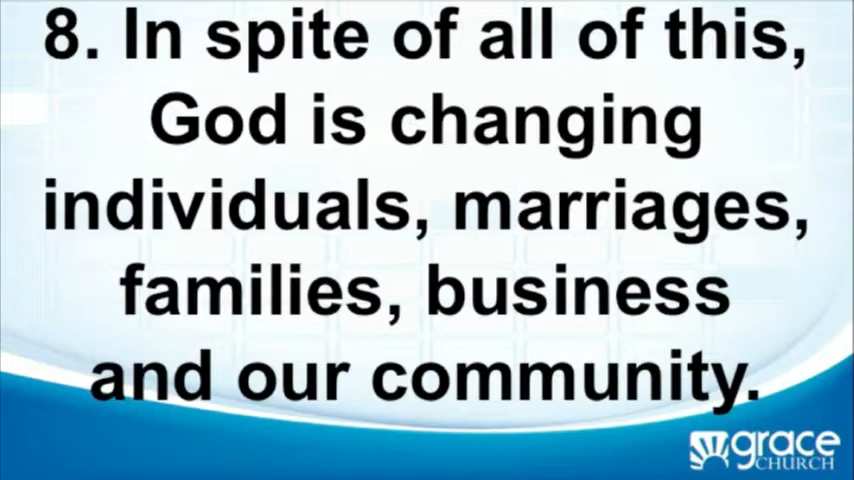 8. In spite of all of this,
God is changing
individuals, marriages,
families, business
and our community.
grace
CHURCH